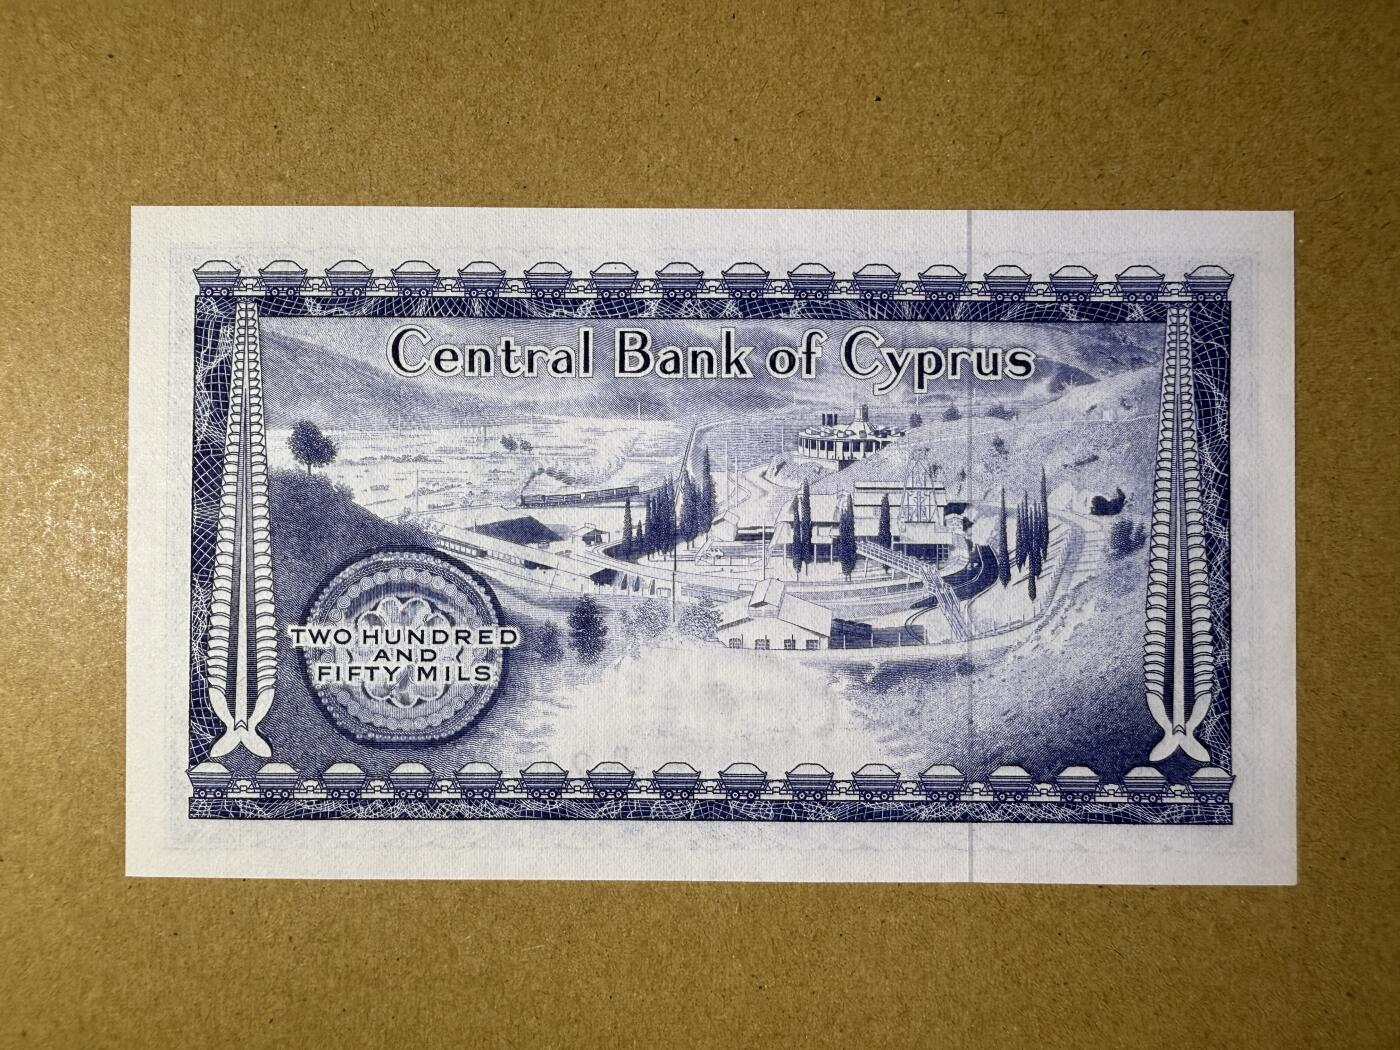 Central Bank of Cyprus
TWO HUNDRED
AND
FIFTY MILS